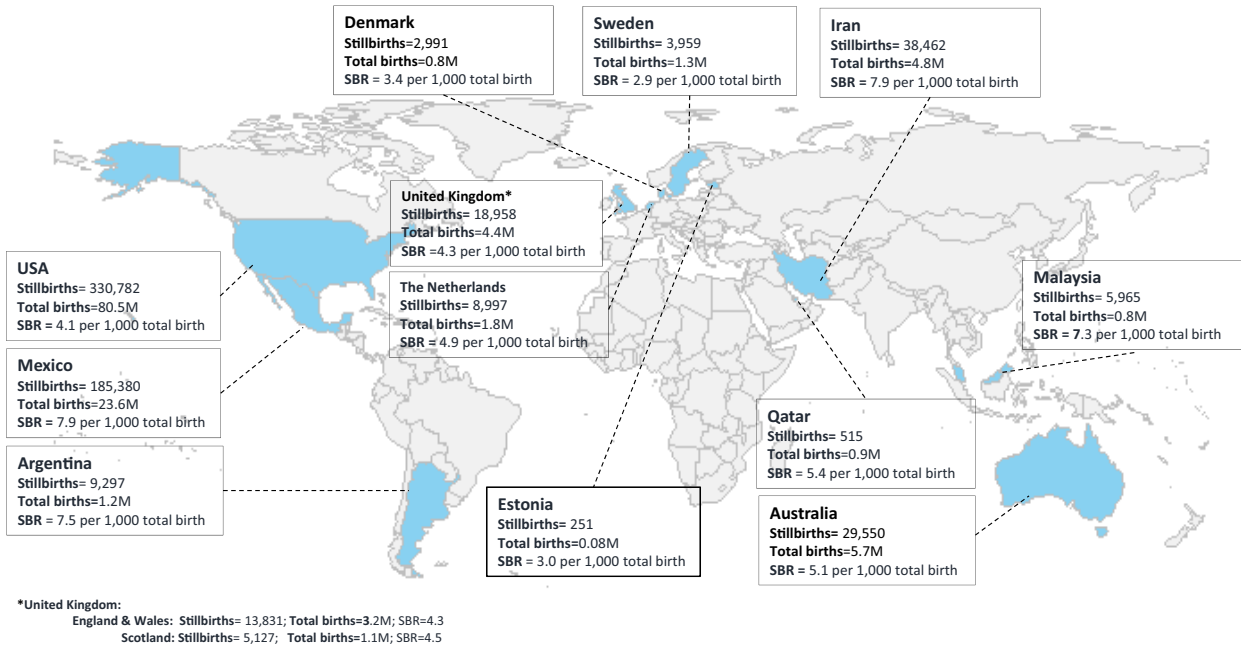 Denmark
Stillbirths=2,991
Total births=0.8M
SBR = 3.4 per 1,000 total birth
Sweden
Stillbirths= 3,959
Total births=1.3M
SBR = 2.9 per 1,000 total birth
Iran
Stillbirths= 38,462
Total births=4.8M
SBR = 7.9 per 1,000 total birth
United Kingdom*
Stillbirths= 18,958
Total births=4.4M
SBR =4.3 per 1,000 total birth
USA
Stillbirths= 330,782
Total births=80.5M
SBR = 4.1 per 1,000 total birth
The Netherlands
Stillbirths= 8,997
Total births=1.8M
SBR = 4.9 per 1,000 total birth
Malaysia
Stillbirths= 5,965
Total births=0.8M
SBR = 7.3 per 1,000 total birth
Mexico
Stillbirths= 185,380
Total births=23.6M
SBR = 7.9 per 1,000 total birth
Qatar
Stillbirths= 515
Total births=0.9M
SBR = 5.4 per 1,000 total birth
Argentina
Stillbirths= 9,297
Total births=1.2M
SBR = 7.5 per 1,000 total birth
Estonia
Stillbirths= 251
Total births=0.08M
SBR = 3.0 per 1,000 total birth
Australia
Stillbirths= 29,550
Total births=5.7M
SBR = 5.1 per 1,000 total birth
*United Kingdom:
England & Wales: Stillbirths= 13,831; Total births=3.2M; SBR=4.3
Scotland: Stillbirths= 5,127; Total births=1.1M; SBR=4.5